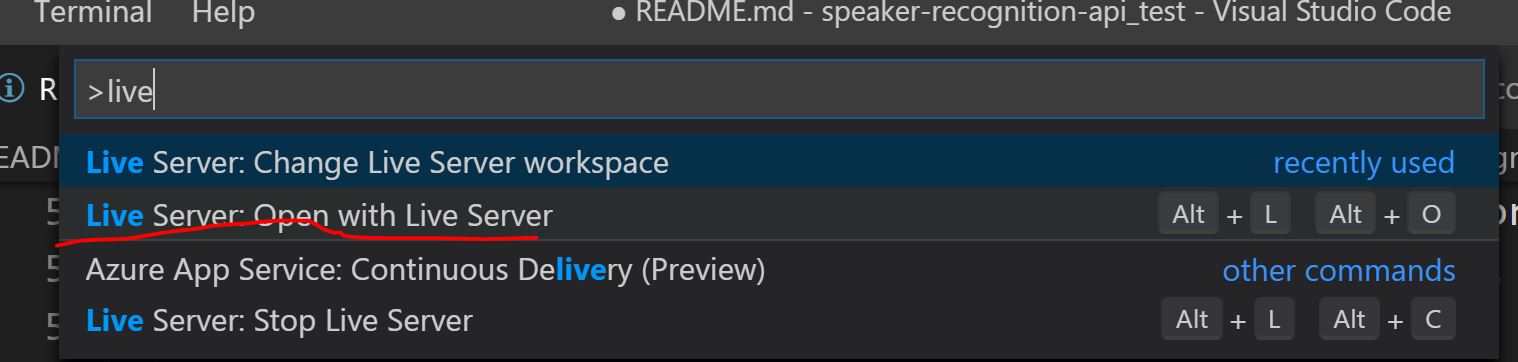 Terminal Help ● README.md - speaker-recognition-api_test - Visual Studio Code
R
>live
Live Server: Change Live Server workspace recently used
Live Server: Open with Live Server Alt + L Alt + O
Azure App Service: Continuous Delivery (Preview) other commands
Live Server: Stop Live Server Alt + L Alt + C